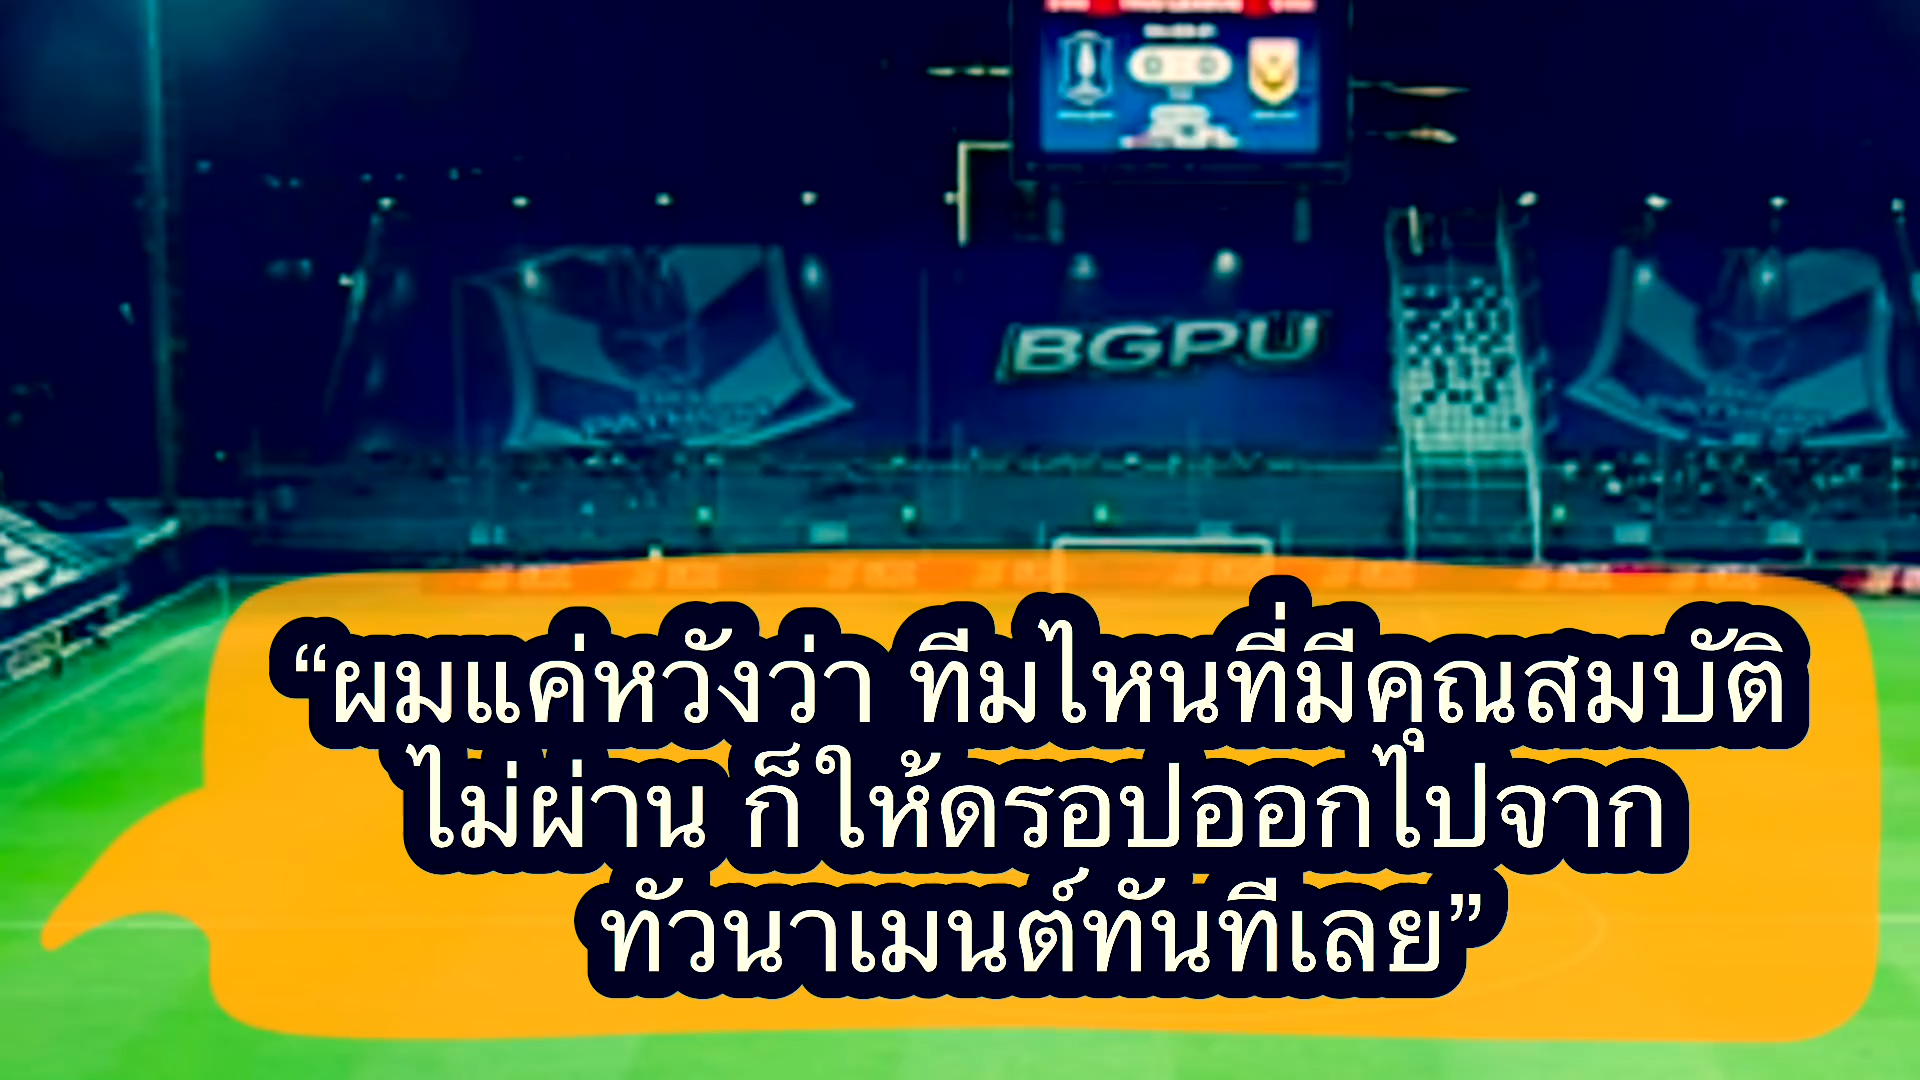 BGPU
“ผมแค่หวังว่า ทีมไหนที่มีคุณสมบัติ
ไม่ผ่าน ก็ให้ดรอปออกไปจาก
ทัวนาเมนต์ทันทีเลย”